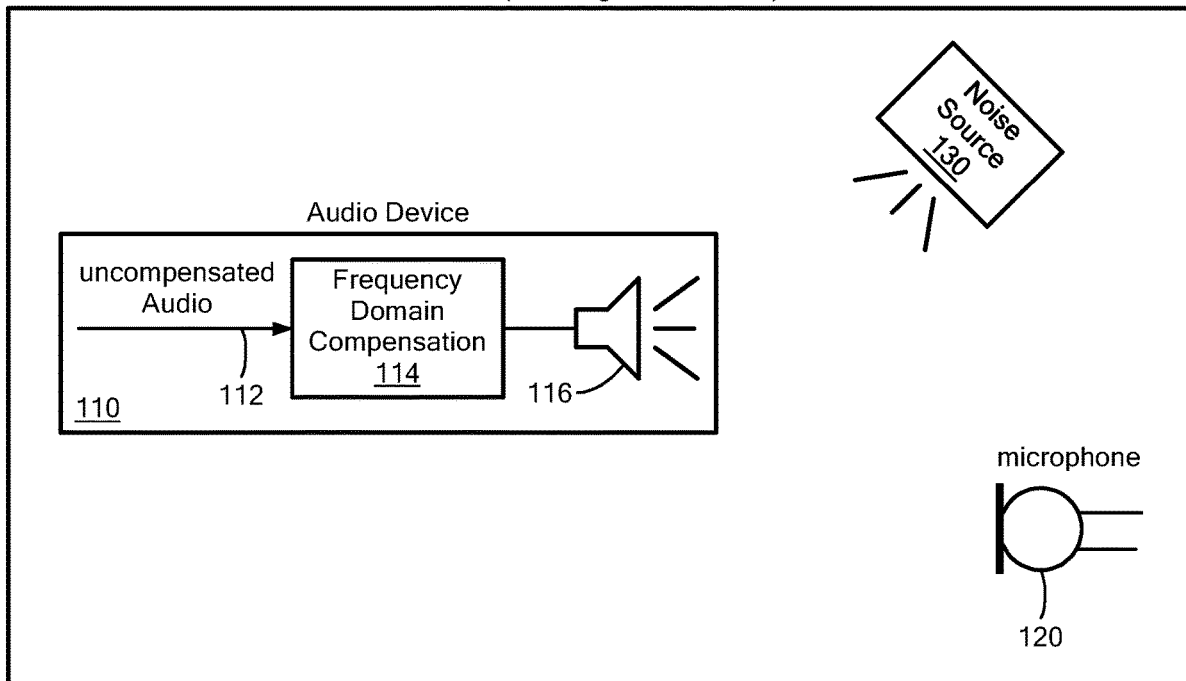 Noise
Source
130
Audio Device
uncompensated
Audio
Frequency
Domain
Compensation
114
112
116
110
microphone
120